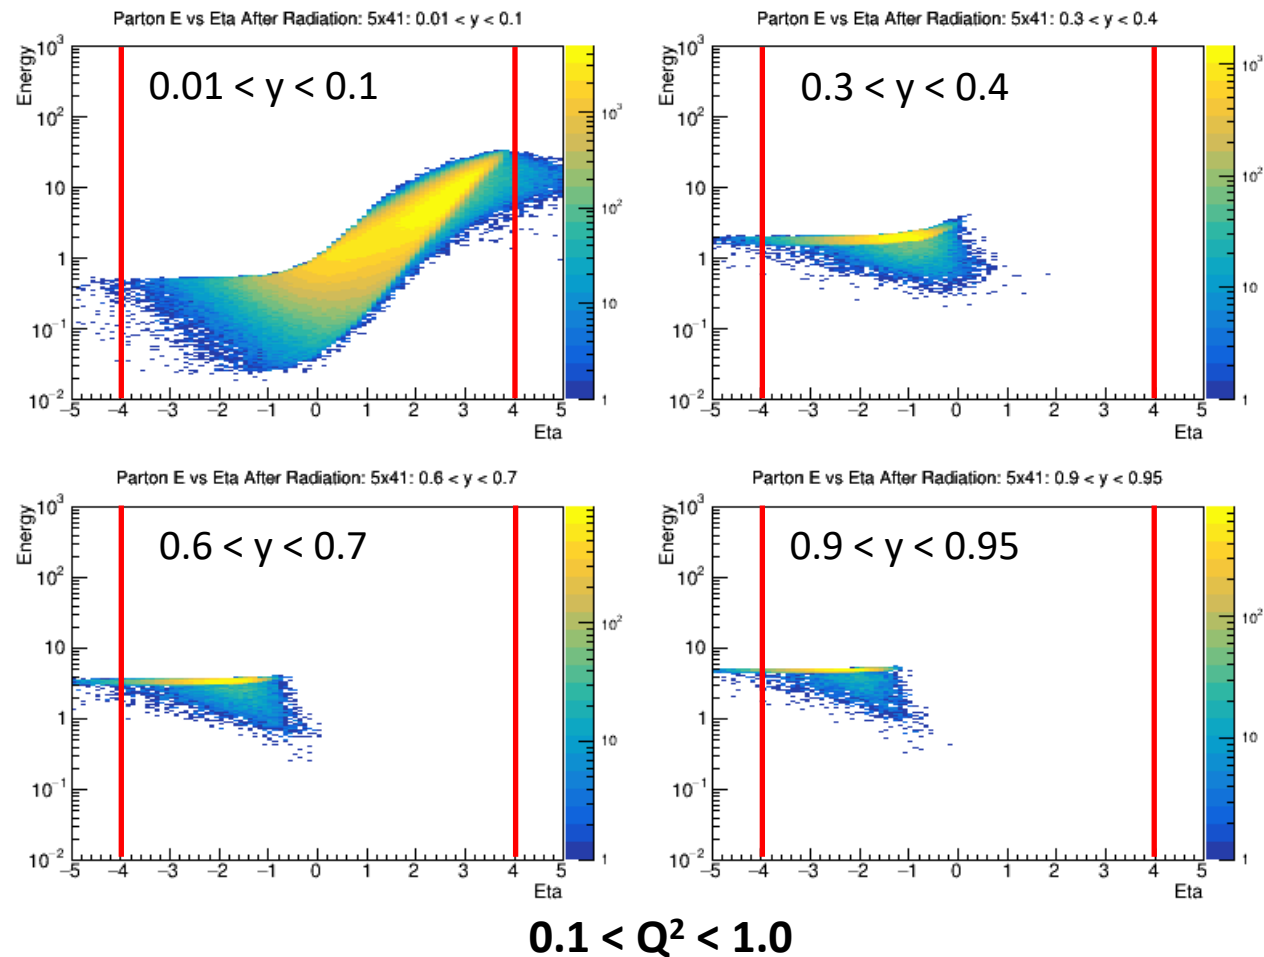 Parton E vs Eta After Radiation: 5x41: 0.01 < y < 0.1
Energy
0.01 < y < 0.1
10³
10²
10
1
10⁻¹
10⁻²
−5 −4 −3 −2 −1 0 1 2 3 4 5
Eta
10³
10²
10
1
Parton E vs Eta After Radiation: 5x41: 0.3 < y < 0.4
Energy
0.3 < y < 0.4
10³
10²
10
1
10⁻¹
10⁻²
−5 −4 −3 −2 −1 0 1 2 3 4 5
Eta
10³
10²
10
1
Parton E vs Eta After Radiation: 5x41: 0.6 < y < 0.7
Energy
0.6 < y < 0.7
10³
10²
10
1
10⁻¹
10⁻²
−5 −4 −3 −2 −1 0 1 2 3 4 5
Eta
10²
10
1
Parton E vs Eta After Radiation: 5x41: 0.9 < y < 0.95
Energy
0.9 < y < 0.95
10³
10²
10
1
10⁻¹
10⁻²
−5 −4 −3 −2 −1 0 1 2 3 4 5
Eta
10²
10
1
0.1 < Q² < 1.0